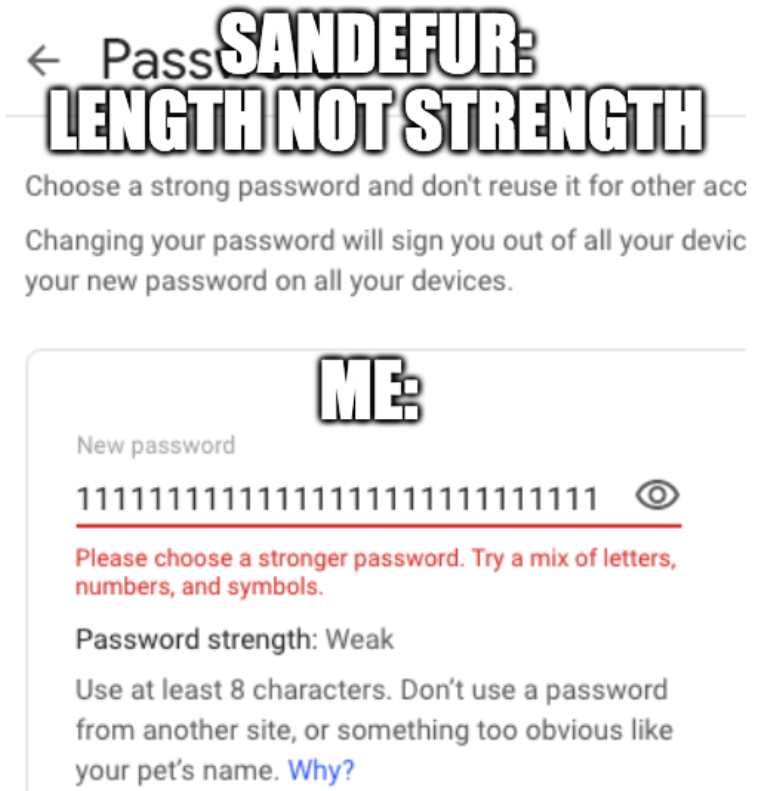 ← Password
SANDEFUR:
LENGTH NOT STRENGTH
Choose a strong password and don't reuse it for other acc
Changing your password will sign you out of all your devic
your new password on all your devices.
ME:
New password
11111111111111111111111111111
Please choose a stronger password. Try a mix of letters,
numbers, and symbols.
Password strength: Weak
Use at least 8 characters. Don’t use a password
from another site, or something too obvious like
your pet’s name. Why?